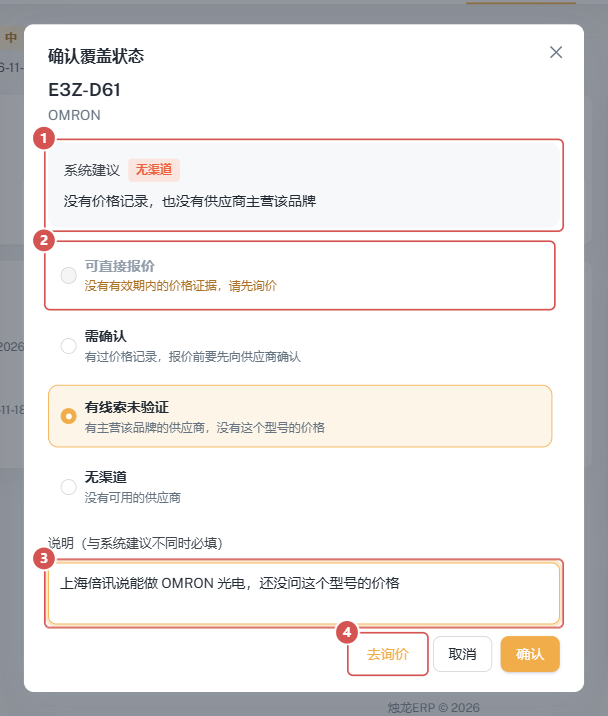 中
6-11-
确认覆盖状态
E3Z-D61
OMRON
1
系统建议 无渠道
没有价格记录，也没有供应商主营该品牌
2
可直接报价
没有有效期内的价格证据，请先询价
需确认
有过价格记录，报价前要先向供应商确认
2026
有线索未验证
有主营该品牌的供应商，没有这个型号的价格
-11-18
无渠道
没有可用的供应商
说明（与系统建议不同时必填）
3
上海倍讯说能做 OMRON 光电，还没问这个型号的价格
4
去询价 取消 确认
烛龙ERP © 2026